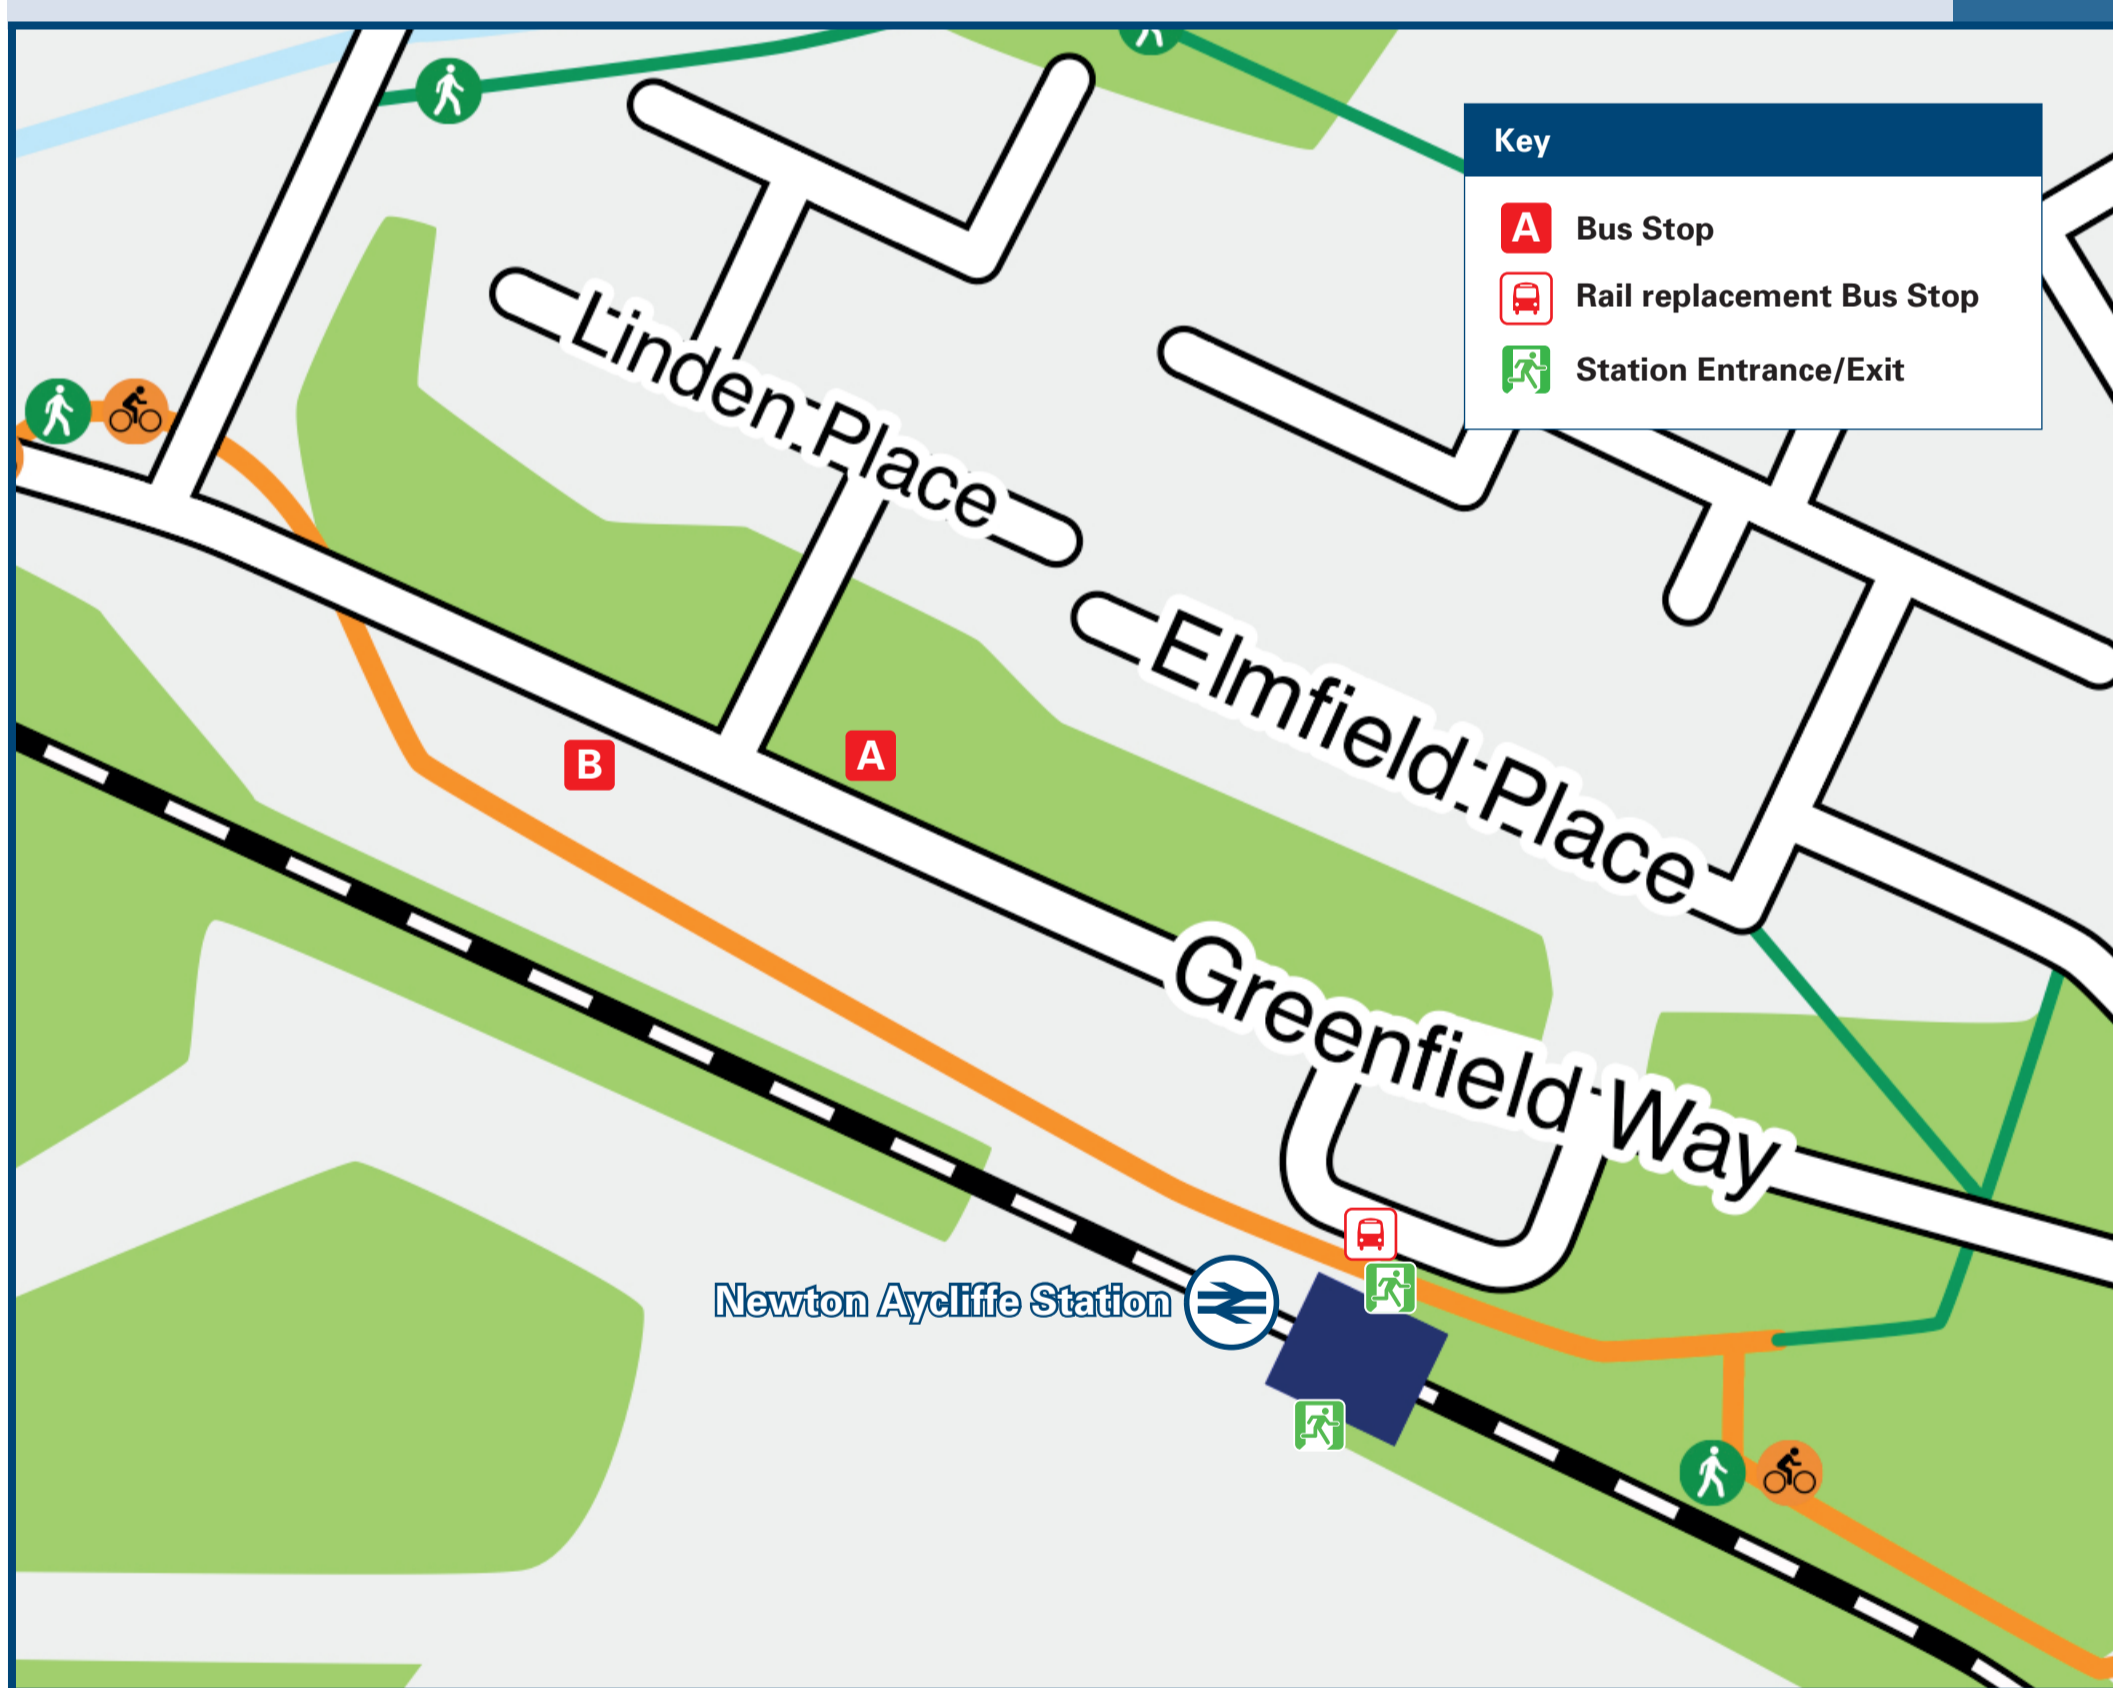 Key
A Bus Stop
Rail replacement Bus Stop
Station Entrance/Exit
Linden Place
Elmfield Place
B
A
Greenfield Way
Newton Aycliffe Station